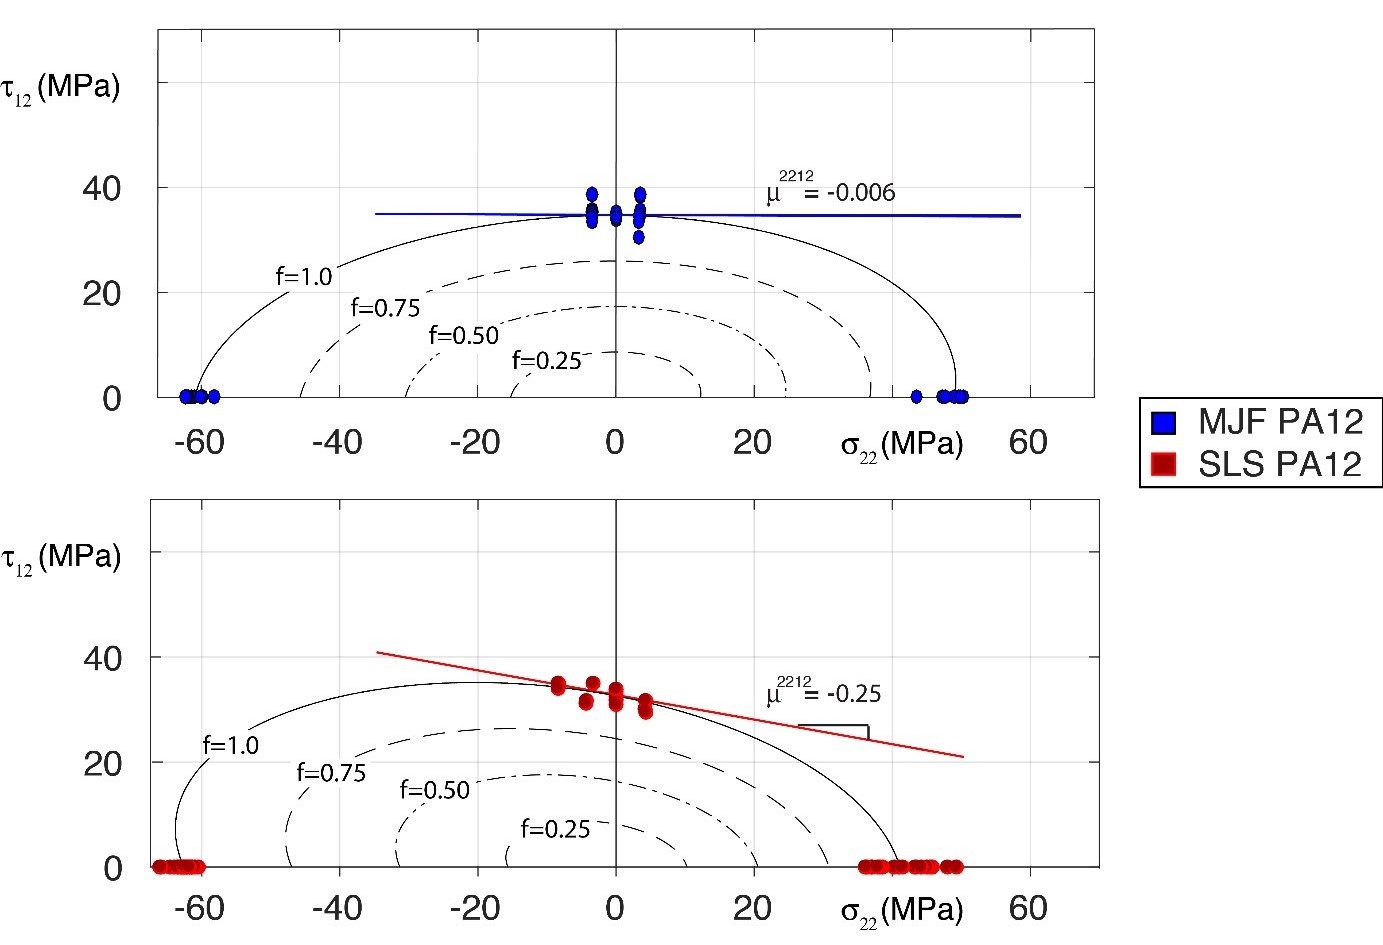 τ12 (MPa)
40
μ2212 = -0.006
f=1.0
20
f=0.75
f=0.50
f=0.25
0
-60 -40 -20 0 20 σ22 (MPa) 60
MJF PA12
SLS PA12
τ12 (MPa)
40
μ2212 = -0.25
f=1.0
20
f=0.75
f=0.50
f=0.25
0
-60 -40 -20 0 20 σ22 (MPa) 60